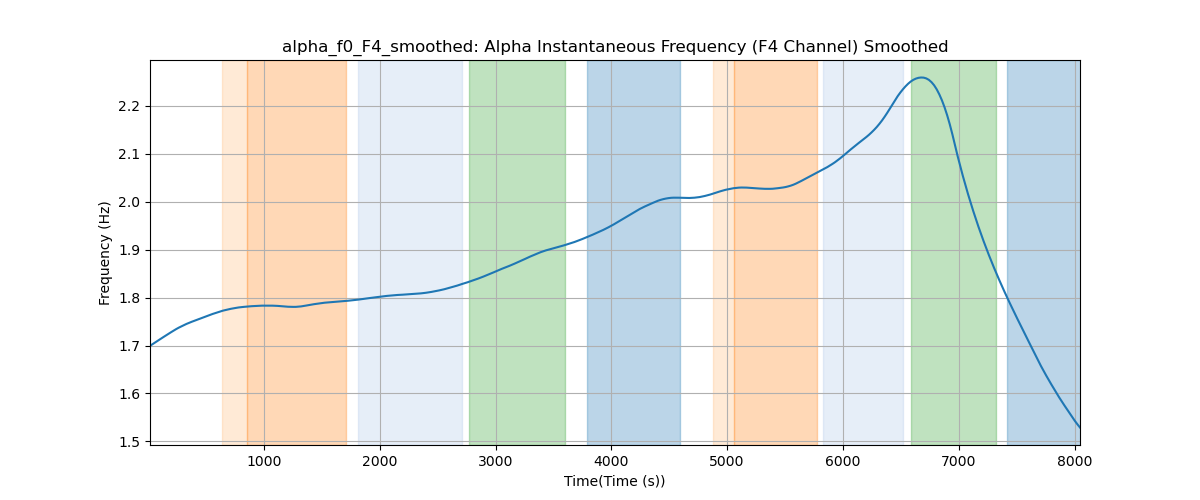 alpha_f0_F4_smoothed: Alpha Instantaneous Frequency (F4 Channel) Smoothed
Frequency (Hz)
2.2
2.1
2.0
1.9
1.8
1.7
1.6
1.5
1000 2000 3000 4000 5000 6000 7000 8000
Time(Time (s))